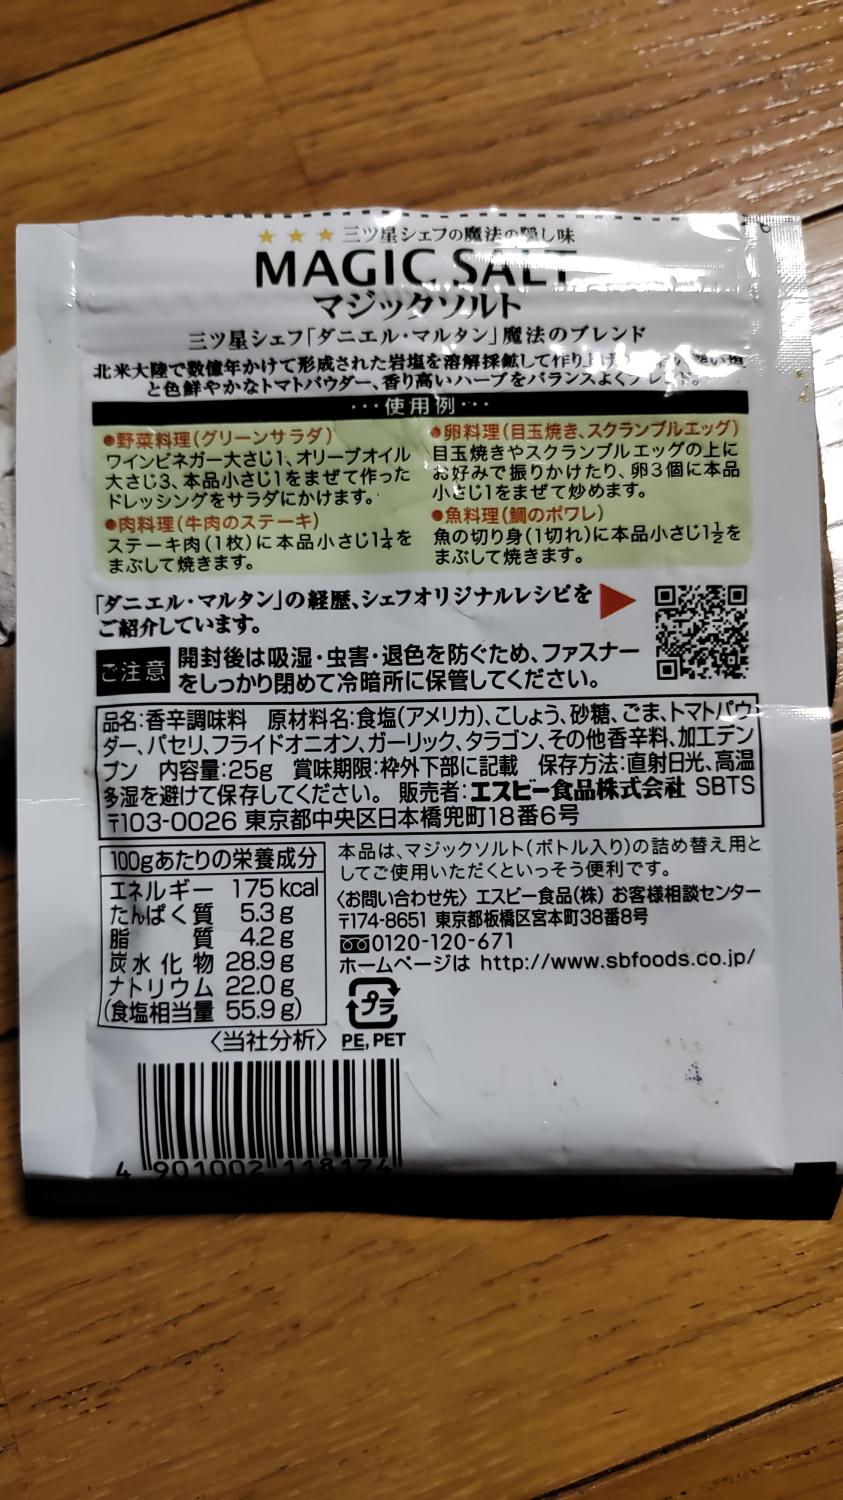 ★★★三ツ星シェフの魔法の隠し味
MAGIC SALT
マジックソルト
三ツ星シェフ「ダニエル・マルタン」魔法のブレンド
北米大陸で数億年かけて形成された岩塩を溶解採鉱して作り上げ
と色鮮やかなトマトパウダー、香り高いハーブをバランスよくブレンド。
・・・使用例・・・
●野菜料理(グリーンサラダ)
ワインビネガー大さじ1、オリーブオイル
大さじ3、本品小さじ1をまぜて作った
ドレッシングをサラダにかけます。
●肉料理(牛肉のステーキ)
ステーキ肉(1枚)に本品小さじ1¼を
まぶして焼きます。
●卵料理(目玉焼き、スクランブルエッグ)
目玉焼きやスクランブルエッグの上に
お好みで振りかけたり、卵3個に本品
小さじ1をまぜて炒めます。
●魚料理(鯛のポワレ)
魚の切り身(1切れ)に本品小さじ1½を
まぶして焼きます。
「ダニエル・マルタン」の経歴、シェフオリジナルレシピを
ご紹介しています。
ご注意
開封後は吸湿・虫害・退色を防ぐため、ファスナー
をしっかり閉めて冷暗所に保管してください。
品名:香辛調味料 原材料名:食塩(アメリカ)、こしょう、砂糖、ごま、トマトパウ
ダー、パセリ、フライドオニオン、ガーリック、タラゴン、その他香辛料、加工デン
プン 内容量:25g 賞味期限:枠外下部に記載 保存方法:直射日光、高温
多湿を避けて保存してください。 販売者:エスビー食品株式会社 SBTS
〒103-0026 東京都中央区日本橋兜町18番6号
100gあたりの栄養成分
エネルギー 175kcal
たんぱく質 5.3g
脂質 4.2g
炭水化物 28.9g
ナトリウム 22.0g
(食塩相当量 55.9g)
〈当社分析〉
本品は、マジックソルト(ボトル入り)の詰め替え用と
してご使用いただくといっそう便利です。
〈お問い合わせ先〉エスビー食品(株) お客様相談センター
〒174-8651 東京都板橋区宮本町38番8号
0120-120-671
ホームページは http://www.sbfoods.co.jp/
プラ
PE, PET
4
4 901002 118174